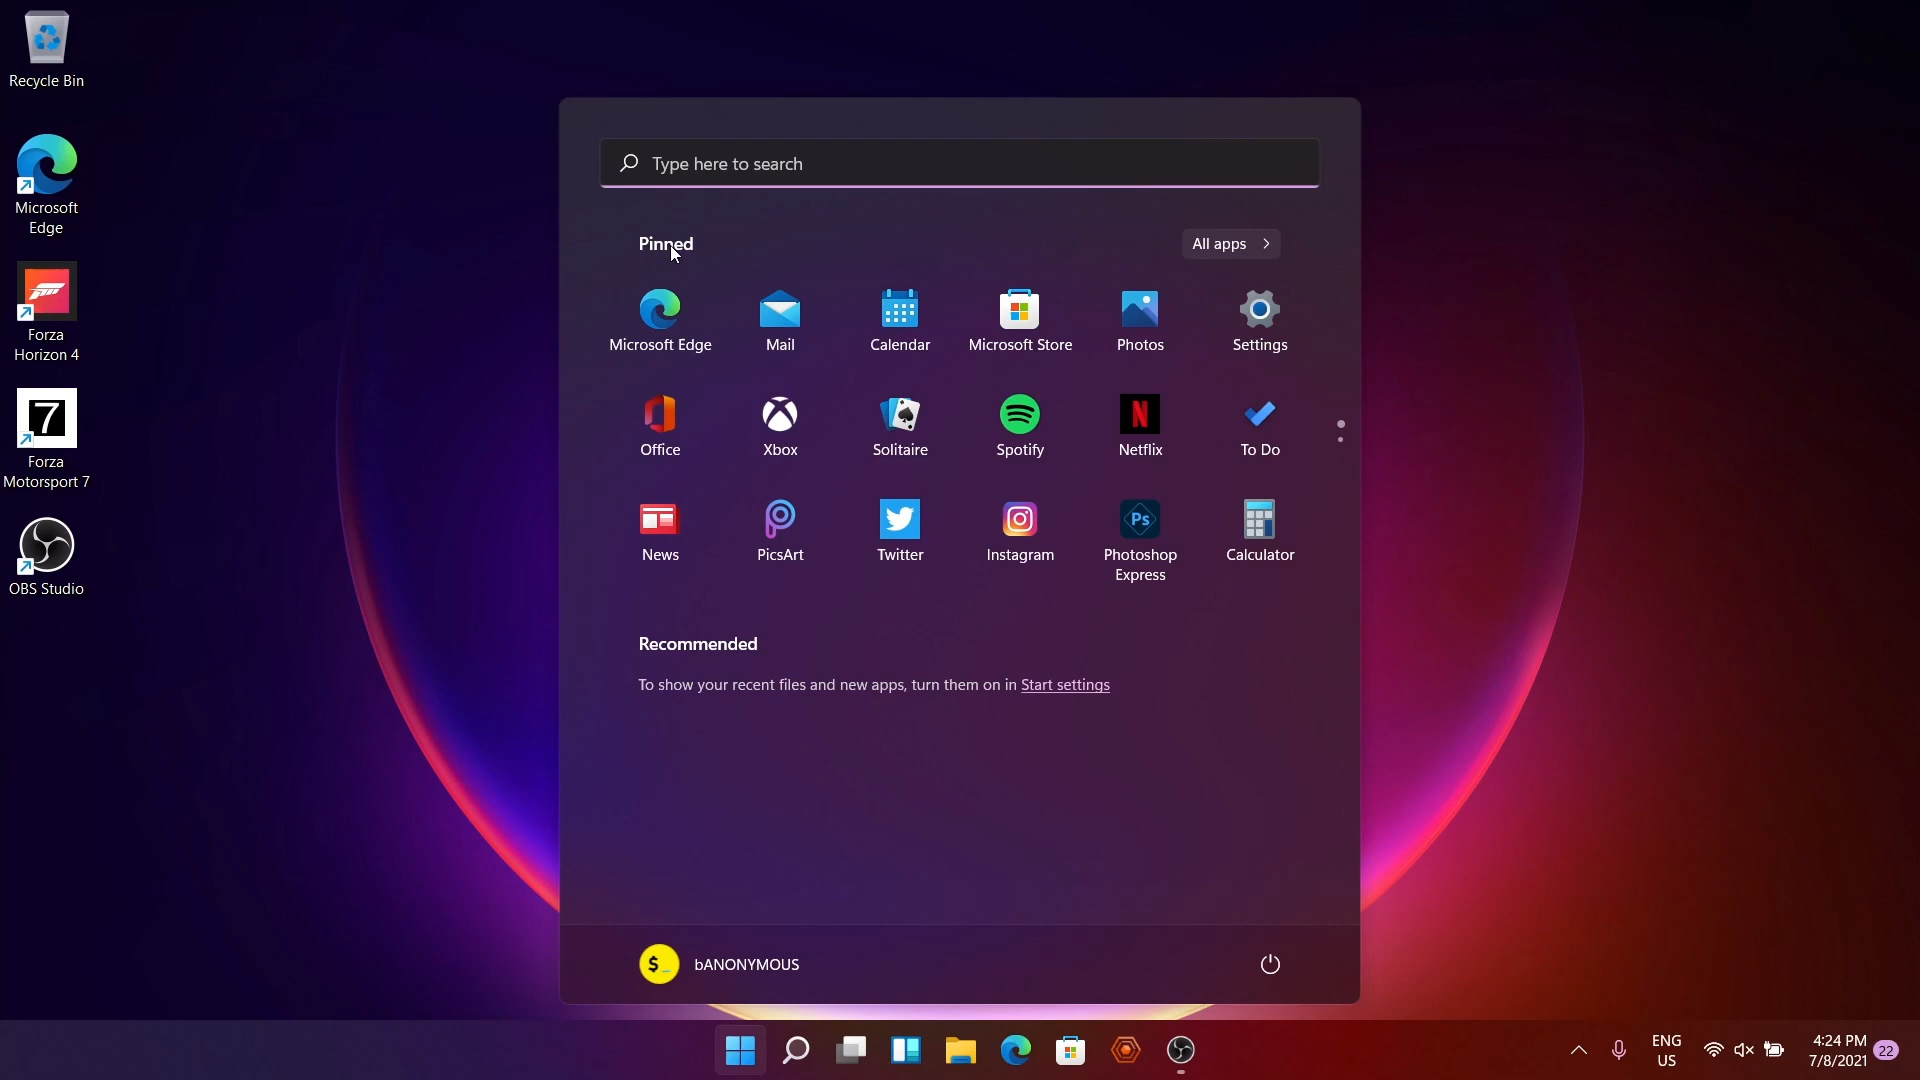 Recycle Bin
Microsoft
Edge
Forza
Horizon 4
7
Forza
Motorsport 7
OBS Studio
Type here to search
Pinned
All apps
Microsoft Edge
Mail
Calendar
Microsoft Store
Photos
Settings
Office
Xbox
Solitaire
Spotify
N
Netflix
To Do
News
PicsArt
Twitter
Instagram
Ps
Photoshop
Express
Calculator
Recommended
To show your recent files and new apps, turn them on in Start settings
$_
bANONYMOUS
ENG
US
4:24 PM
7/8/2021
22